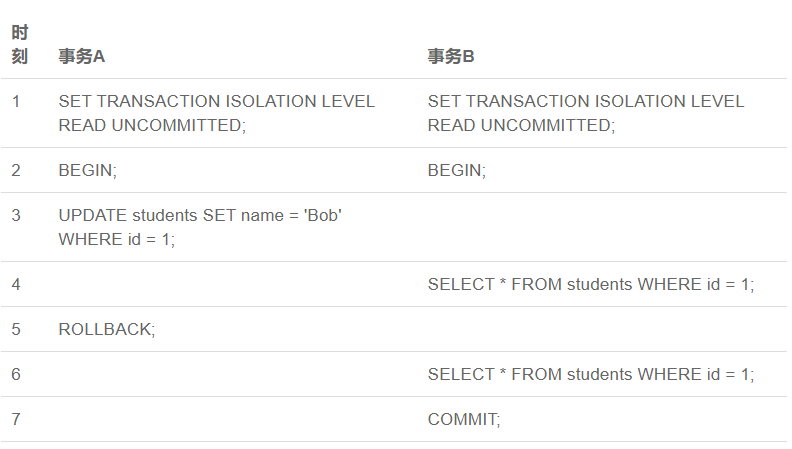 时
刻 事务A 事务B
1 SET TRANSACTION ISOLATION LEVEL SET TRANSACTION ISOLATION LEVEL
READ UNCOMMITTED; READ UNCOMMITTED;
2 BEGIN; BEGIN;
3 UPDATE students SET name = 'Bob'
WHERE id = 1;
4 SELECT * FROM students WHERE id = 1;
5 ROLLBACK;
6 SELECT * FROM students WHERE id = 1;
7 COMMIT;